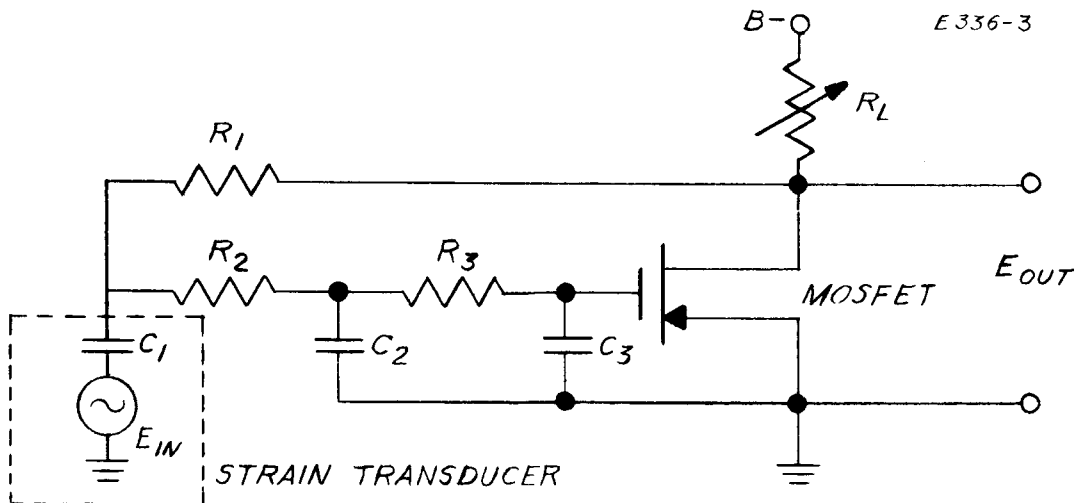 B-
E336-3
R_L
R_1
R_2
R_3
MOSFET
E_OUT
C_1
C_2
C_3
E_IN
STRAIN TRANSDUCER